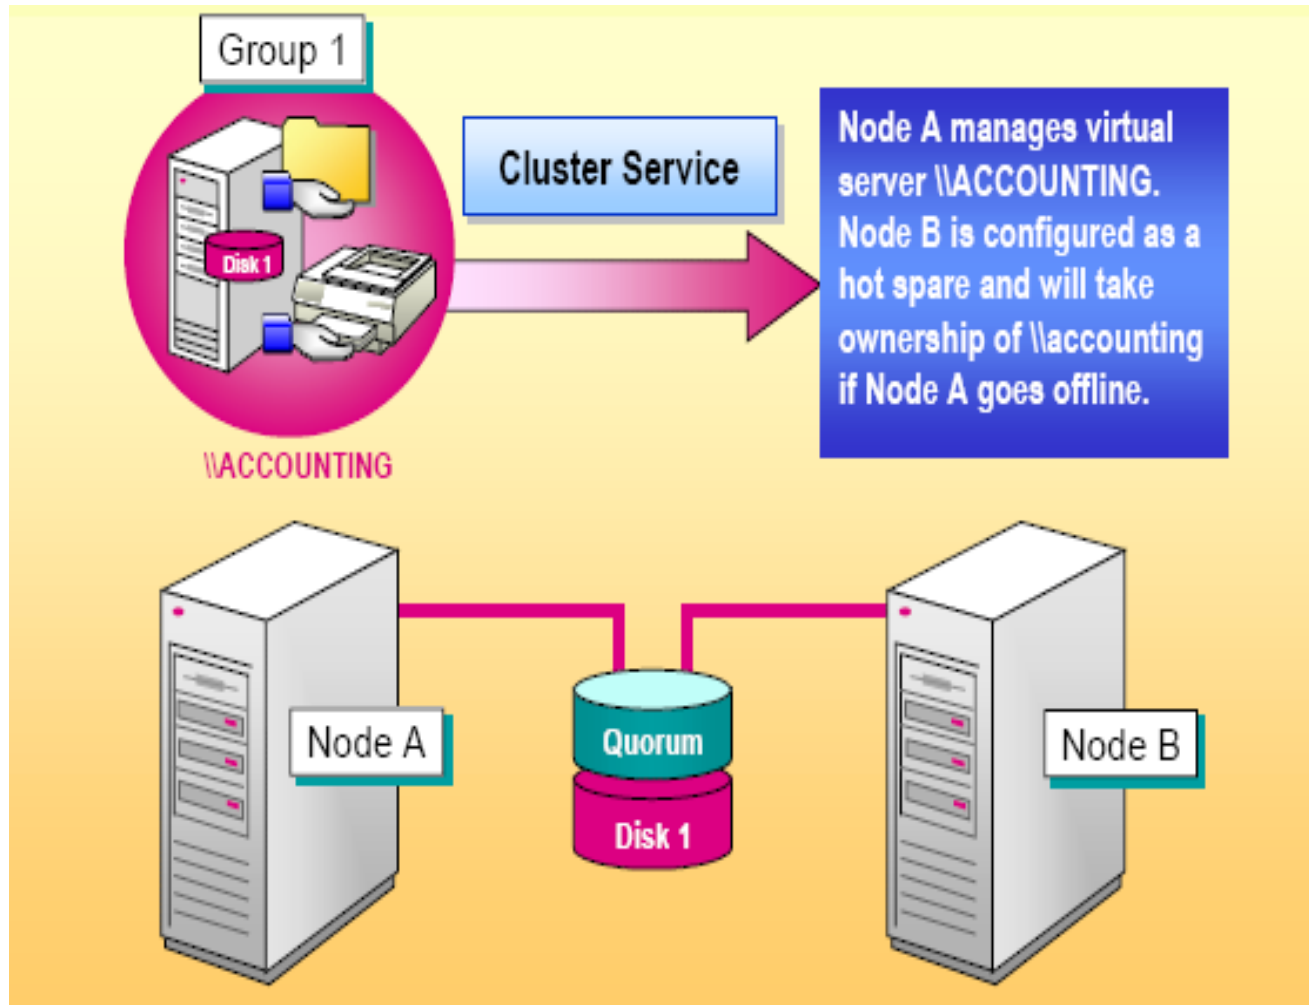 Group 1
Disk 1
\\ACCOUNTING
Cluster Service
Node A manages virtual
server \\ACCOUNTING.
Node B is configured as a
hot spare and will take
ownership of \\accounting
if Node A goes offline.
Node A
Quorum
Disk 1
Node B